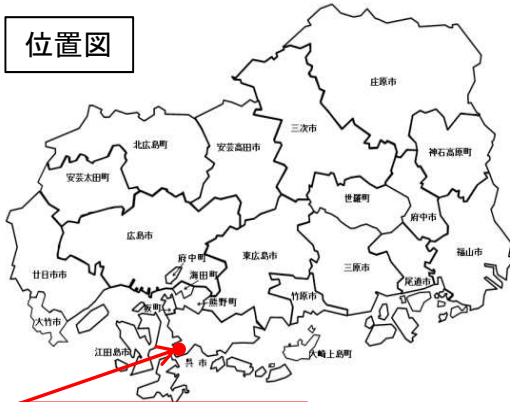 位置図
庄原市
三次市
北広島町
安芸高田市
神石高原町
安芸太田町
世羅町
府中市
広島市
府中町
東広島市
三原市
福山市
廿日市市
海田町
尾道市
熊野町
竹原市
坂町
大竹市
江田島市
呉市
大崎上島町